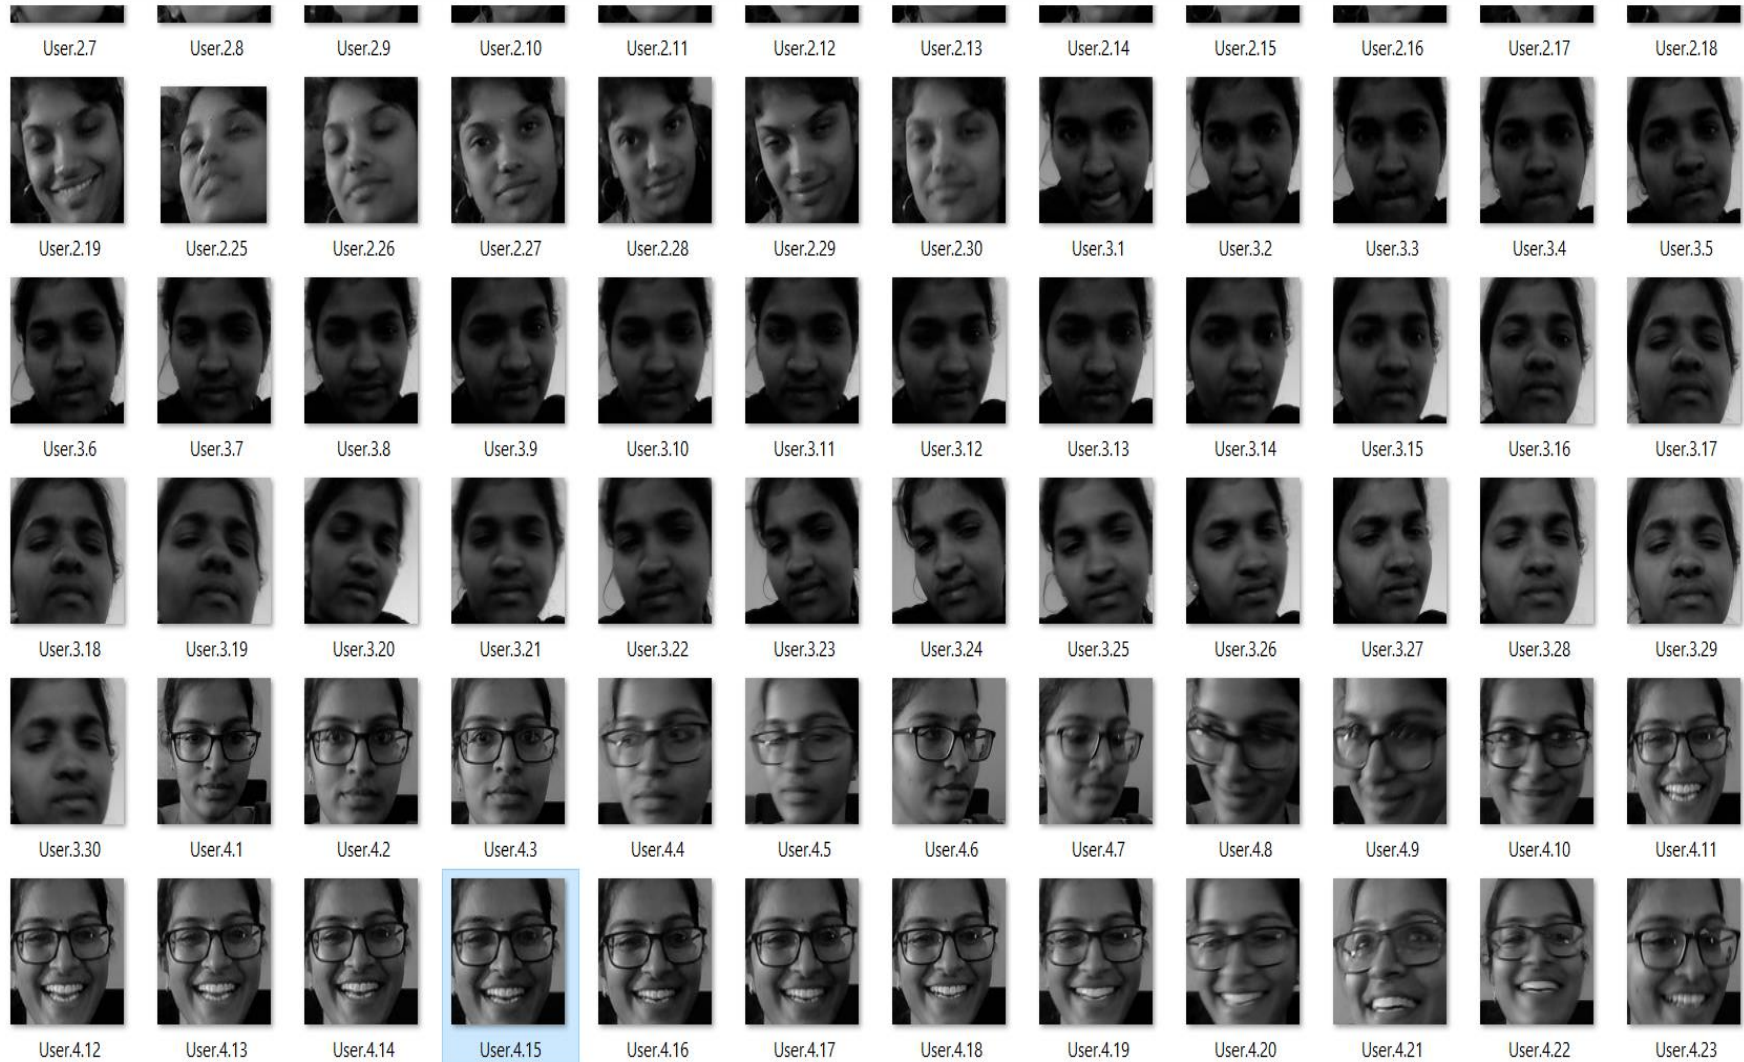 User.2.7 User.2.8 User.2.9 User.2.10 User.2.11 User.2.12 User.2.13 User.2.14 User.2.15 User.2.16 User.2.17 User.2.18
User.2.19 User.2.25 User.2.26 User.2.27 User.2.28 User.2.29 User.2.30 User.3.1 User.3.2 User.3.3 User.3.4 User.3.5
User.3.6 User.3.7 User.3.8 User.3.9 User.3.10 User.3.11 User.3.12 User.3.13 User.3.14 User.3.15 User.3.16 User.3.17
User.3.18 User.3.19 User.3.20 User.3.21 User.3.22 User.3.23 User.3.24 User.3.25 User.3.26 User.3.27 User.3.28 User.3.29
User.3.30 User.4.1 User.4.2 User.4.3 User.4.4 User.4.5 User.4.6 User.4.7 User.4.8 User.4.9 User.4.10 User.4.11
User.4.12 User.4.13 User.4.14 User.4.15 User.4.16 User.4.17 User.4.18 User.4.19 User.4.20 User.4.21 User.4.22 User.4.23